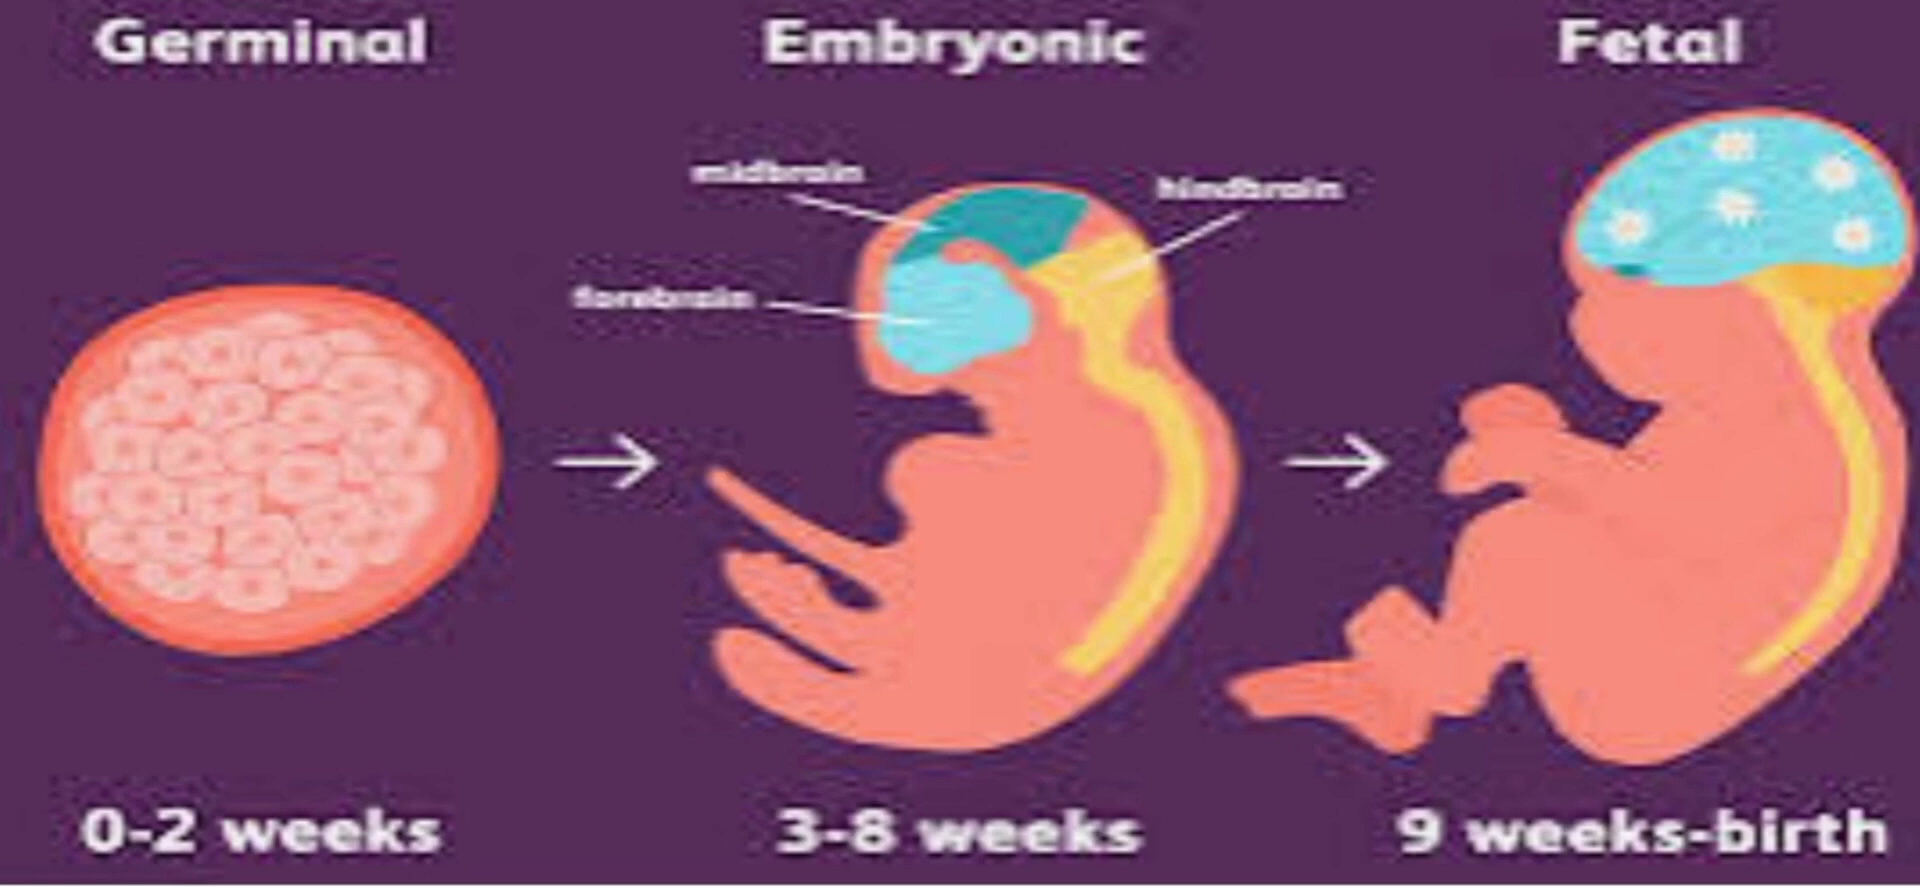 Germinal
Embryonic
Fetal
midbrain
hindbrain
forebrain
0-2 weeks
3-8 weeks
9 weeks-birth